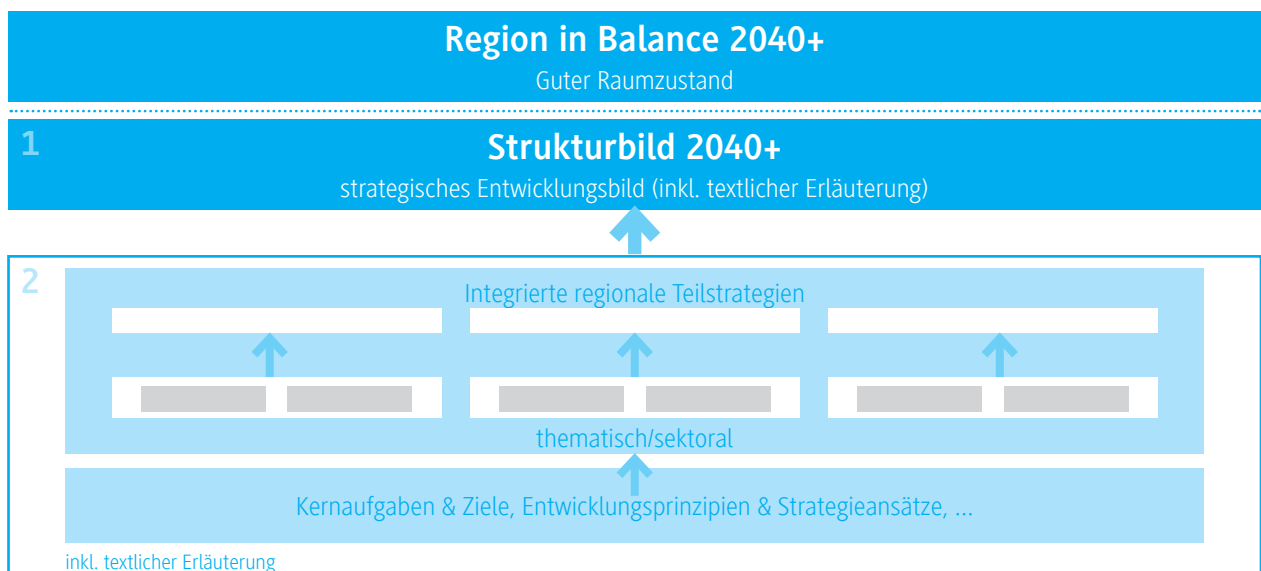 Region in Balance 2040+
Guter Raumzustand
1
Strukturbild 2040+
strategisches Entwicklungsbild (inkl. textlicher Erläuterung)
2
Integrierte regionale Teilstrategien
thematisch/sektoral
Kernaufgaben & Ziele, Entwicklungsprinzipien & Strategieansätze, ...
inkl. textlicher Erläuterung